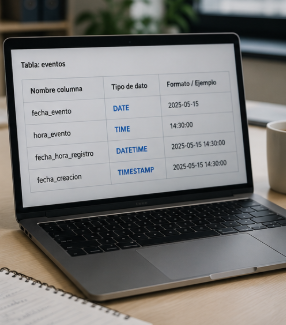 Tabla: eventos
Nombre columna Tipo de dato Formato / Ejemplo
fecha_evento DATE 2025-05-15
hora_evento TIME 14:30:00
fecha_hora_registro DATETIME 2025-05-15 14:30:00
fecha_creacion TIMESTAMP 2025-05-15 14:30:00